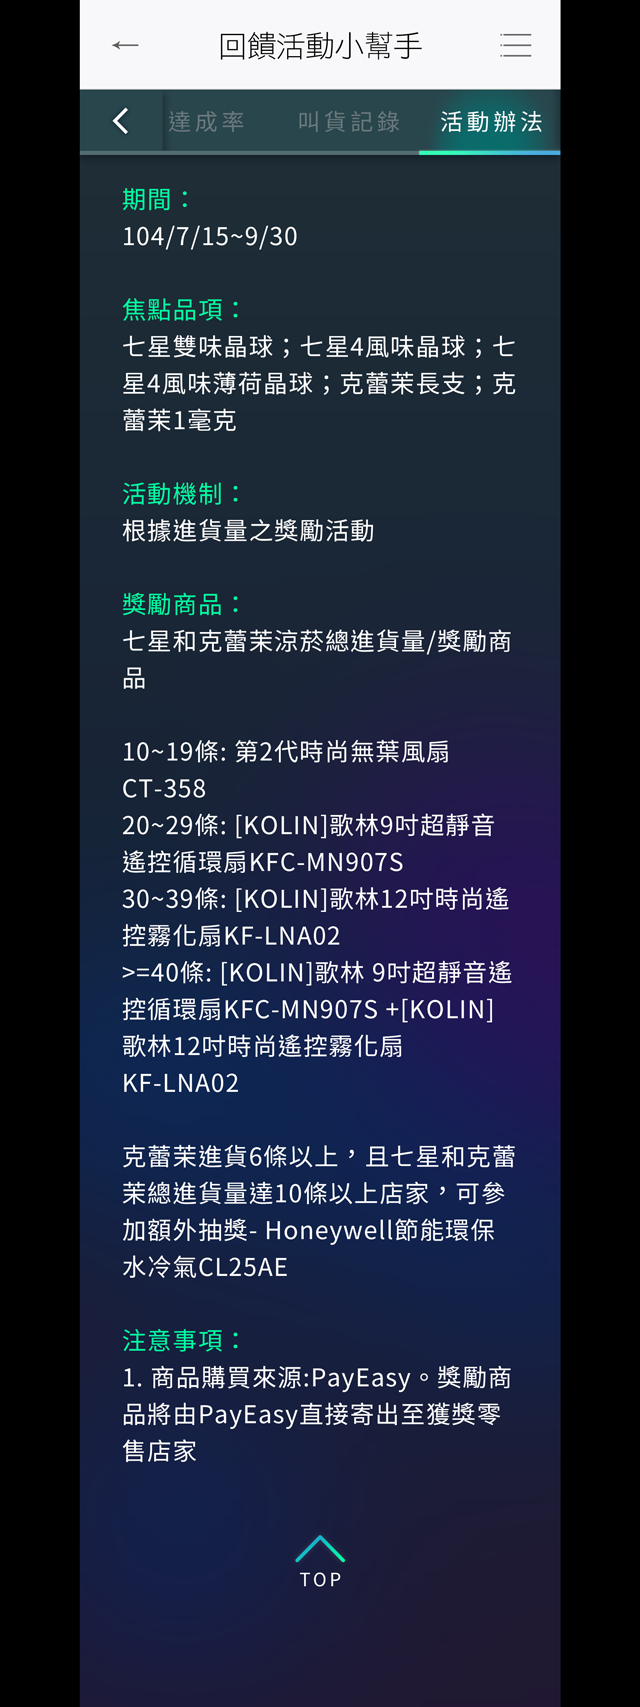 回饋活動小幫手
達成率 叫貨記錄 活動辦法
期間：
104/7/15~9/30
焦點品項：
七星雙味晶球；七星4風味晶球；七
星4風味薄荷晶球；克蕾茉長支；克
蕾茉1毫克
活動機制：
根據進貨量之獎勵活動
獎勵商品：
七星和克蕾茉涼菸總進貨量/獎勵商
品
10~19條: 第2代時尚無葉風扇
CT-358
20~29條: [KOLIN]歌林9吋超靜音
遙控循環扇KFC-MN907S
30~39條: [KOLIN]歌林12吋時尚遙
控霧化扇KF-LNA02
>=40條: [KOLIN]歌林 9吋超靜音遙
控循環扇KFC-MN907S +[KOLIN]
歌林12吋時尚遙控霧化扇
KF-LNA02
克蕾茉進貨6條以上，且七星和克蕾
茉總進貨量達10條以上店家，可參
加額外抽獎- Honeywell節能環保
水冷氣CL25AE
注意事項：
1. 商品購買來源:PayEasy。獎勵商
品將由PayEasy直接寄出至獲獎零
售店家
TOP